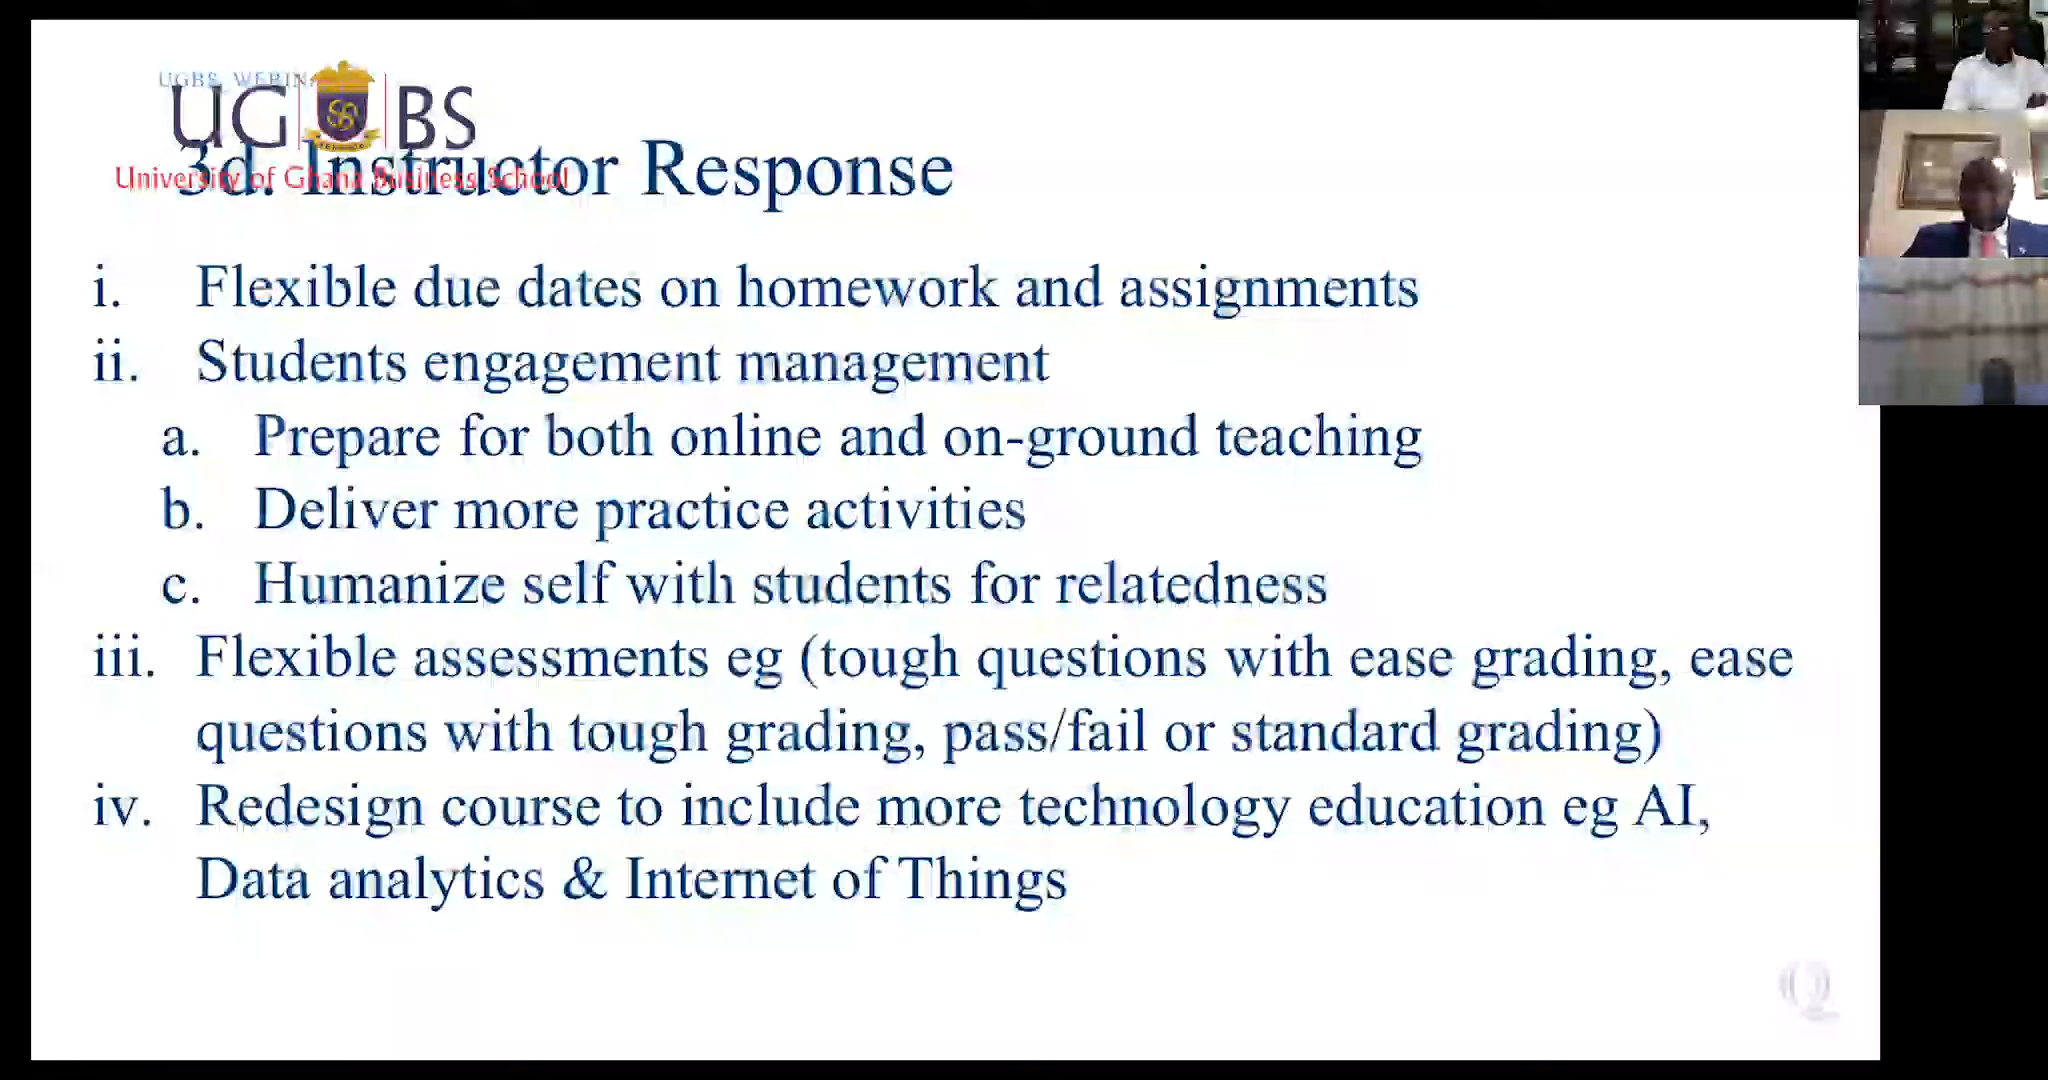 UGBS WEBIN
UG BS
University of Ghana Business School
3d. Instructor Response
i. Flexible due dates on homework and assignments
ii. Students engagement management
a. Prepare for both online and on-ground teaching
b. Deliver more practice activities
c. Humanize self with students for relatedness
iii. Flexible assessments eg (tough questions with ease grading, ease
questions with tough grading, pass/fail or standard grading)
iv. Redesign course to include more technology education eg AI,
Data analytics & Internet of Things
Q